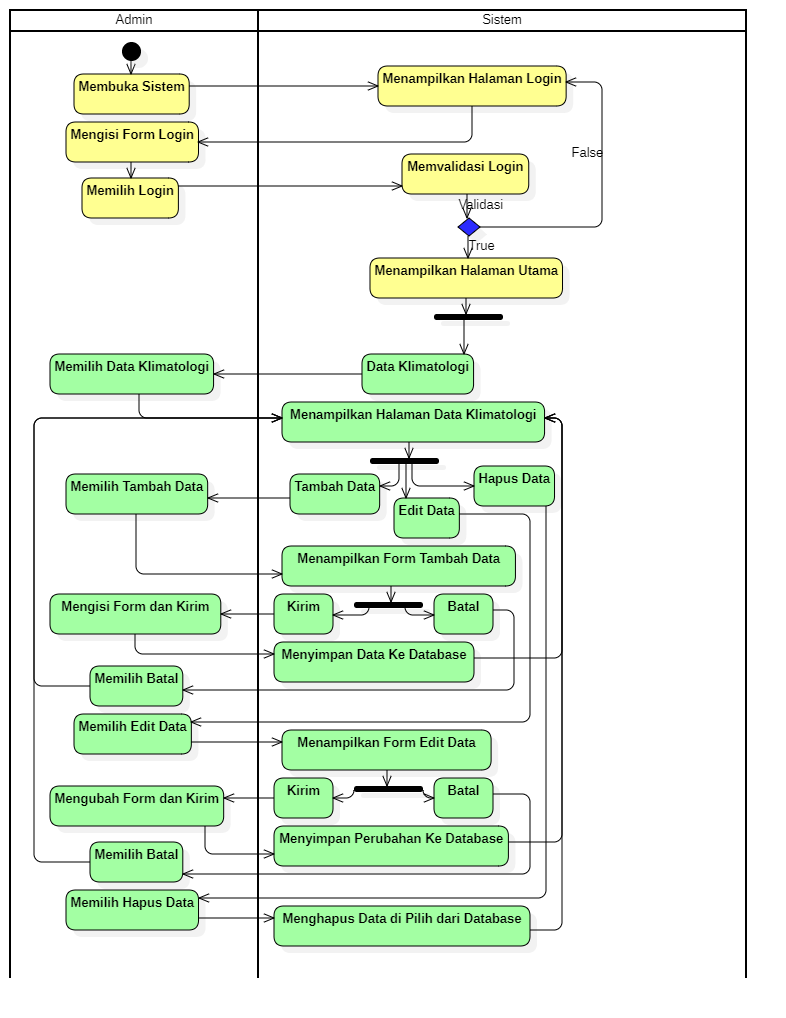 Admin
Sistem
Membuka Sistem
Menampilkan Halaman Login
Mengisi Form Login
False
Memvalidasi Login
Memilih Login
Validasi
True
Menampilkan Halaman Utama
Memilih Data Klimatologi
Data Klimatologi
Menampilkan Halaman Data Klimatologi
Memilih Tambah Data
Tambah Data
Hapus Data
Edit Data
Menampilkan Form Tambah Data
Mengisi Form dan Kirim
Kirim
Batal
Menyimpan Data Ke Database
Memilih Batal
Memilih Edit Data
Menampilkan Form Edit Data
Mengubah Form dan Kirim
Kirim
Batal
Menyimpan Perubahan Ke Database
Memilih Batal
Memilih Hapus Data
Menghapus Data di Pilih dari Database